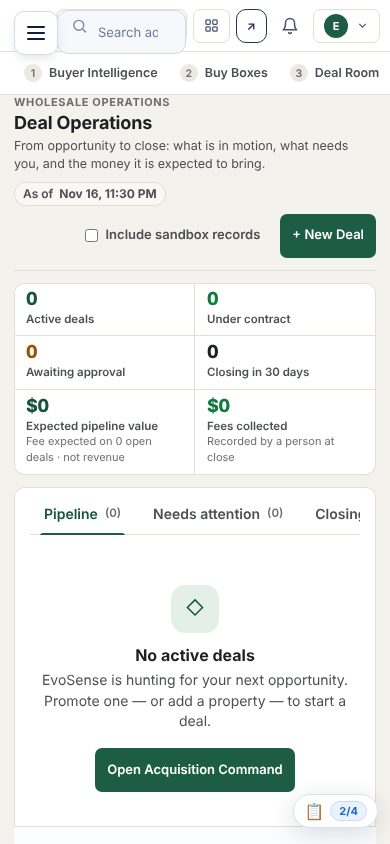 Search ad
E
1 Buyer Intelligence 2 Buy Boxes 3 Deal Room
WHOLESALE OPERATIONS
Deal Operations
From opportunity to close: what is in motion, what needs
you, and the money it is expected to bring.
As of Nov 16, 11:30 PM
Include sandbox records
+ New Deal
0
Active deals
0
Under contract
0
Awaiting approval
0
Closing in 30 days
$0
Expected pipeline value
Fee expected on 0 open
deals · not revenue
$0
Fees collected
Recorded by a person at
close
Pipeline (0) Needs attention (0) Closing
No active deals
EvoSense is hunting for your next opportunity.
Promote one — or add a property — to start a
deal.
Open Acquisition Command
2/4